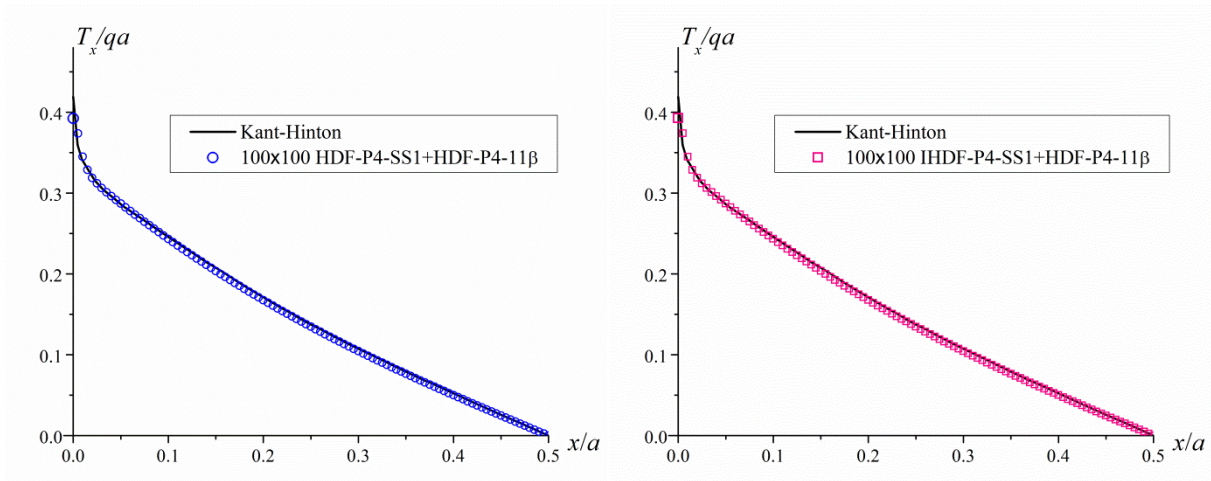 T_x/qa
0.4
0.3
0.2
0.1
0.0
Kant-Hinton
100x100 HDF-P4-SS1+HDF-P4-11β
0.0 0.1 0.2 0.3 0.4 0.5
x/a
T_x/qa
0.4
0.3
0.2
0.1
0.0
Kant-Hinton
100x100 IHDF-P4-SS1+HDF-P4-11β
0.0 0.1 0.2 0.3 0.4 0.5
x/a